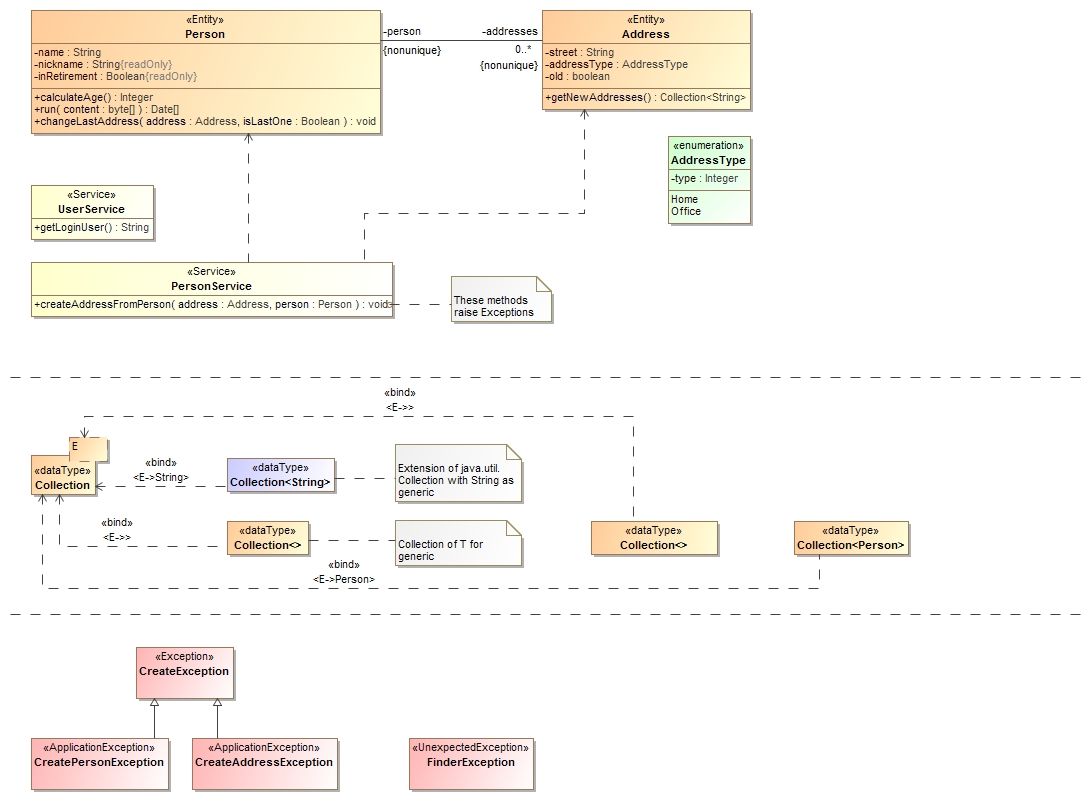 «Entity»
Person
-name : String
-nickname : String{readOnly}
-inRetirement : Boolean{readOnly}
+calculateAge() : Integer
+run( content : byte[] ) : Date[]
+changeLastAddress( address : Address, isLastOne : Boolean ) : void
-person
{nonunique}
-addresses
0..*
{nonunique}
«Entity»
Address
-street : String
-addressType : AddressType
-old : boolean
+getNewAddresses() : Collection<String>
«enumeration»
AddressType
-type : Integer
Home
Office
«Service»
UserService
+getLoginUser() : String
«Service»
PersonService
+createAddressFromPerson( address : Address, person : Person ) : void
These methods
raise Exceptions
«bind»
<E->>
E
«dataType»
Collection
«bind»
<E->String>
«dataType»
Collection<String>
Extension of java.util.
Collection with String as
generic
«bind»
<E->>
«dataType»
Collection<>
Collection of T for
generic
«dataType»
Collection<>
«dataType»
Collection<Person>
«bind»
<E->Person>
«Exception»
CreateException
«ApplicationException»
CreatePersonException
«ApplicationException»
CreateAddressException
«UnexpectedException»
FinderException